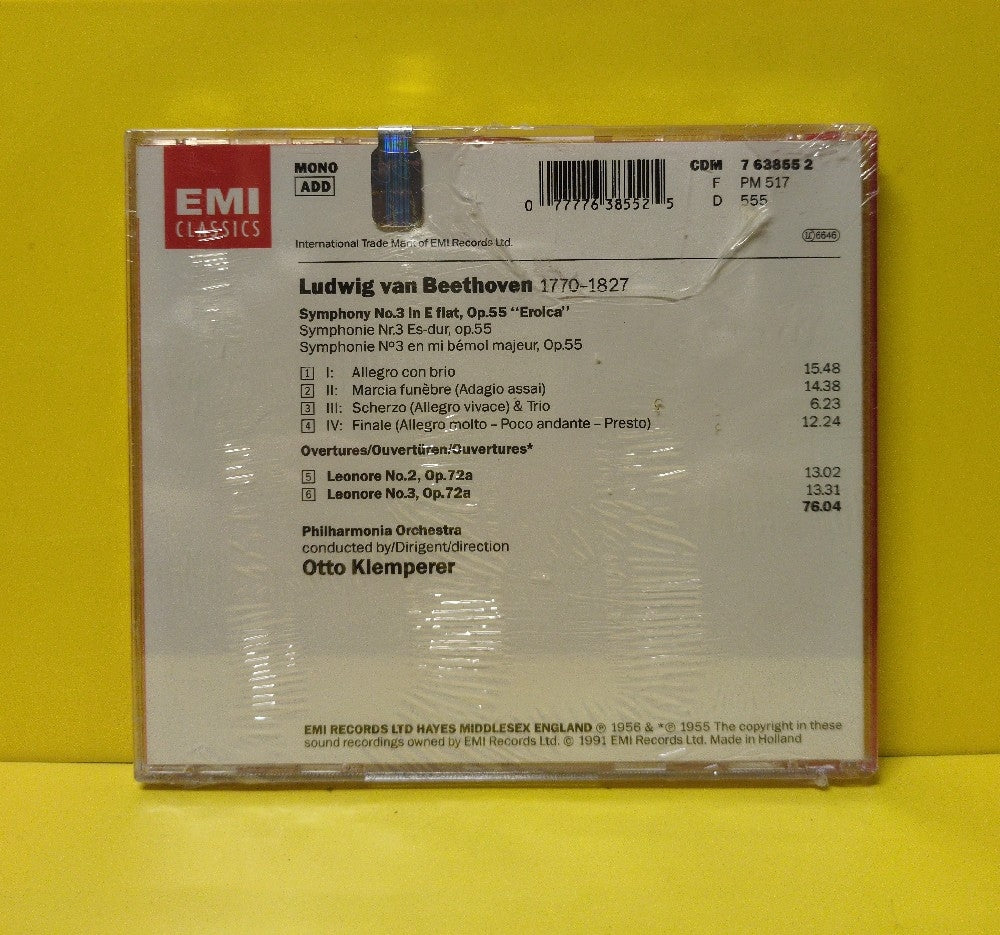 EMI
CLASSICS
MONO
ADD
International Trade Mark of EMI Records Ltd.
0 77776 38552 5
CDM 7 63855 2
F PM 517
D 555
LC 6646
Ludwig van Beethoven 1770–1827
Symphony No.3 in E flat, Op.55 "Eroica"
Symphonie Nr.3 Es-dur, op.55
Symphonie Nº3 en mi bémol majeur, Op.55
1 I: Allegro con brio 15.48
2 II: Marcia funèbre (Adagio assai) 14.38
3 III: Scherzo (Allegro vivace) & Trio 6.23
4 IV: Finale (Allegro molto – Poco andante – Presto) 12.24
Overtures/Ouvertüren/Ouvertures*
5 Leonore No.2, Op.72a 13.02
6 Leonore No.3, Op.72a 13.31
76.04
Philharmonia Orchestra
conducted by/Dirigent/direction
Otto Klemperer
EMI RECORDS LTD HAYES MIDDLESEX ENGLAND ℗ 1956 & *℗ 1955 The copyright in these
sound recordings owned by EMI Records Ltd. © 1991 EMI Records Ltd. Made in Holland